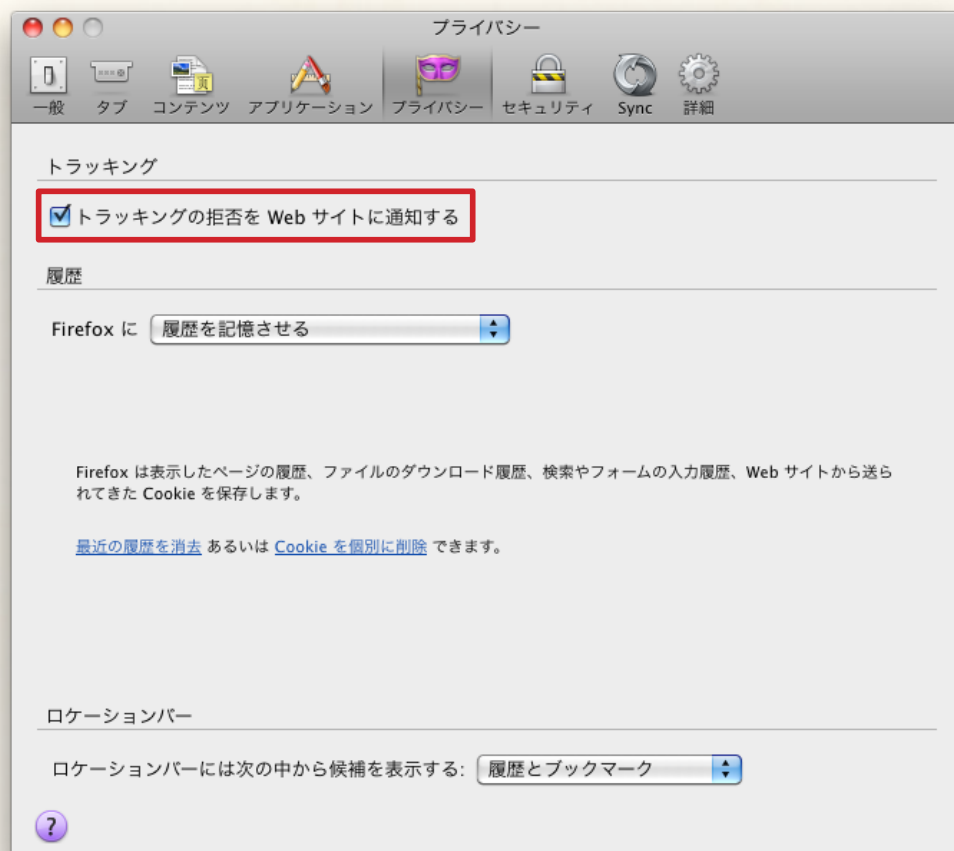 プライバシー
一般 タブ コンテンツ アプリケーション プライバシー セキュリティ Sync 詳細
トラッキング
トラッキングの拒否を Web サイトに通知する
履歴
Firefox に 履歴を記憶させる
Firefox は表示したページの履歴、ファイルのダウンロード履歴、検索やフォームの入力履歴、Web サイトから送ら
れてきた Cookie を保存します。
最近の履歴を消去 あるいは Cookie を個別に削除 できます。
ロケーションバー
ロケーションバーには次の中から候補を表示する: 履歴とブックマーク
?